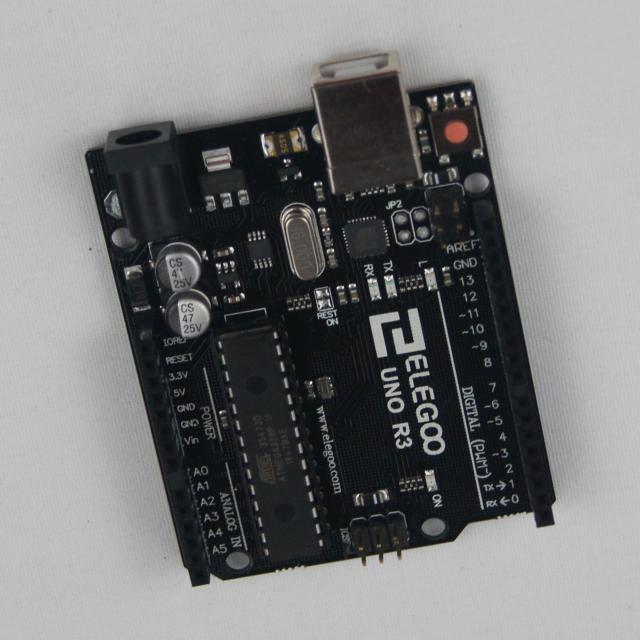 JP2
AREF
GND
13
12
~11
~10
~9
8
7
~6
~5
4
~3
2
TX→1
RX←0
DIGITAL (PWM~)
L
TX
RX
REST
ON
CS
47
25V
CS
47
25V
IOREF
RESET
3.3V
5V
GND
GND
Vin
POWER
A0
A1
A2
A3
A4
A5
ANALOG IN
ELEGOO
UNO R3
www.elegoo.com
ON